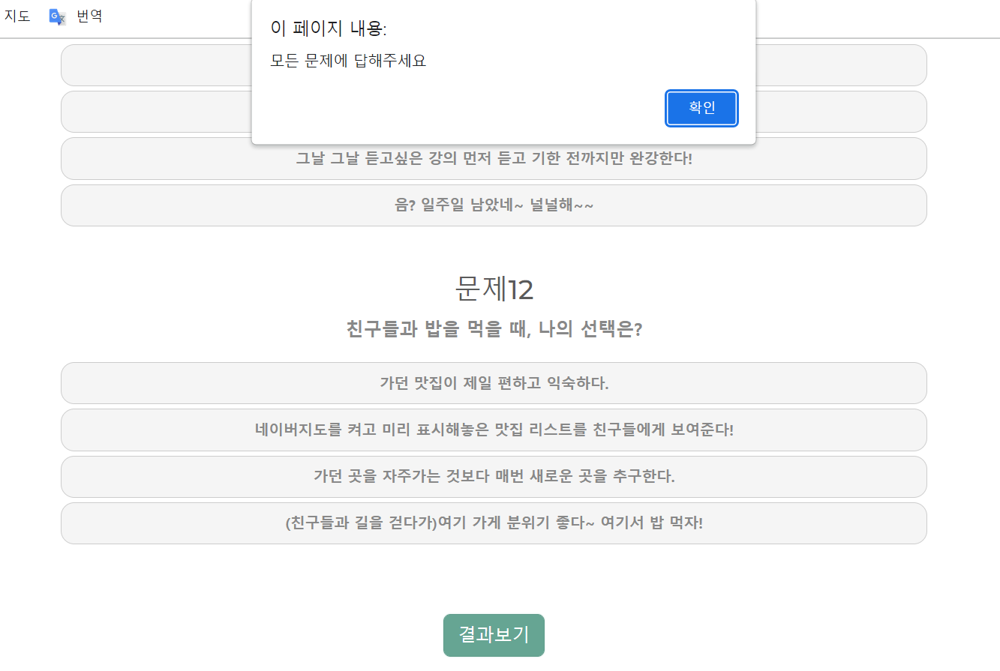 지도 번역
이 페이지 내용:
모든 문제에 답해주세요
확인
그날 그날 듣고싶은 강의 먼저 듣고 기한 전까지만 완강한다!
음? 일주일 남았네~ 널널해~~
문제12
친구들과 밥을 먹을 때, 나의 선택은?
가던 맛집이 제일 편하고 익숙하다.
네이버지도를 켜고 미리 표시해놓은 맛집 리스트를 친구들에게 보여준다!
가던 곳을 자주가는 것보다 매번 새로운 곳을 추구한다.
(친구들과 길을 걷다가)여기 가게 분위기 좋다~ 여기서 밥 먹자!
결과보기